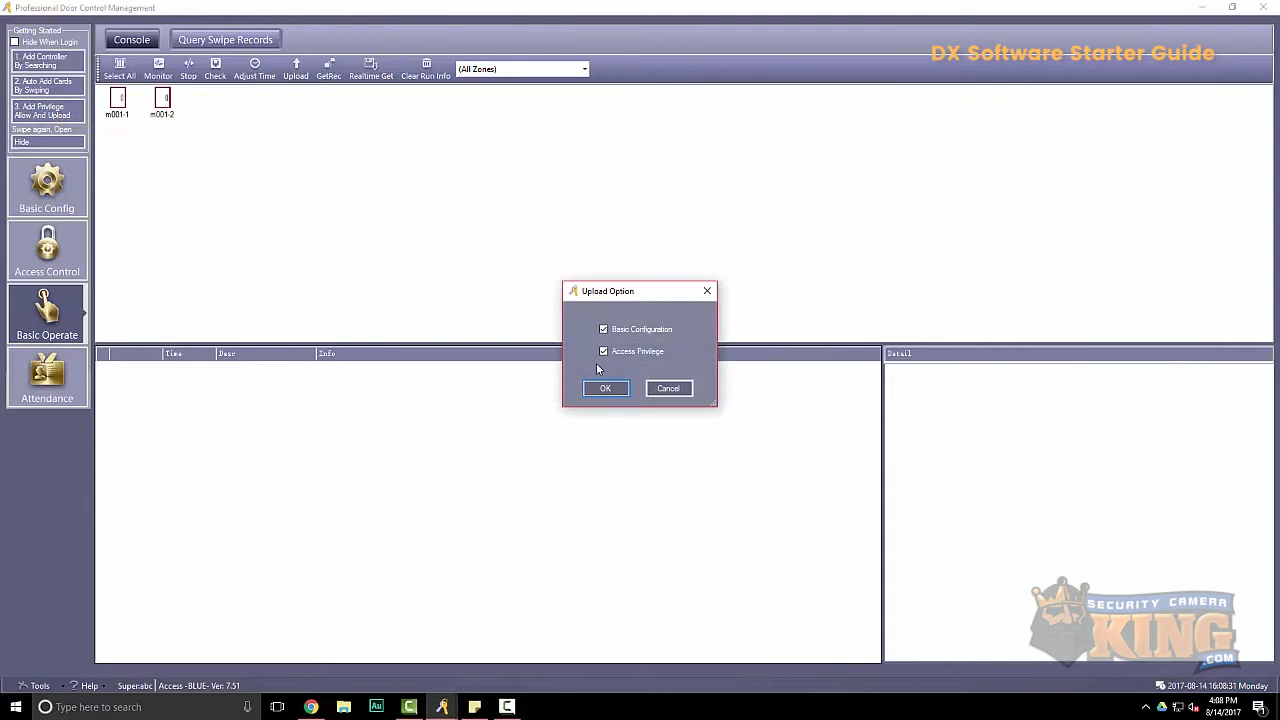 Professional Door Control Management
Getting Started
Hide When Login
1. Add Controller
By Searching
2. Auto Add Cards
By Swiping
3. Add Privilege
Allow And Upload
Swipe again, Open
Hide
Basic Config
Access Control
Basic Operate
Attendance
Console
Query Swipe Records
DX Software Starter Guide
Select All
Monitor
Stop
Check
Adjust Time
Upload
GetRec
Realtime Get
Clear Run Info
(All Zones)
m001-1
m001-2
Upload Option
Basic Configuration
Access Privilege
OK
Cancel
Time
Desc
Info
Detail
SECURITY CAMERA
KING
.COM
Tools
Help
Super:abc
Access -BLUE- Ver: 7.51
2017-08-14 16:08:31 Monday
Type here to search
Au
4:08 PM
8/14/2017